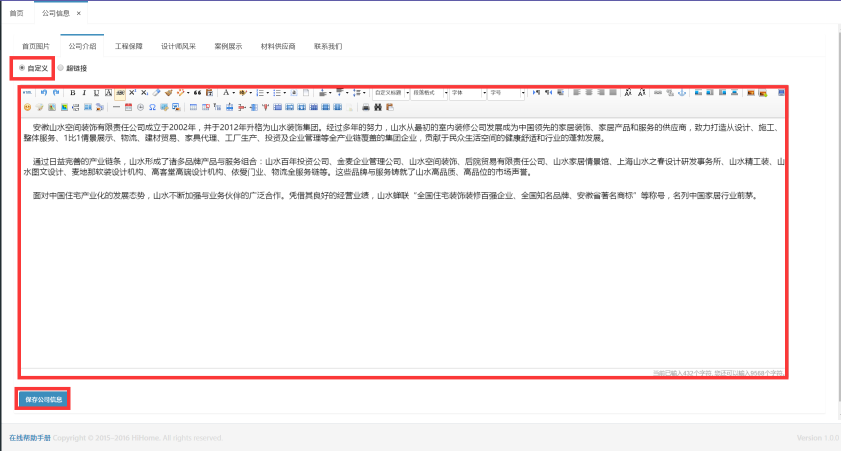 首页 公司信息 ×
首页图片 公司介绍 工程保障 设计师风采 案例展示 材料供应商 联系我们
自定义 超链接
HTML B I U A ABC X² X₂ A 自定义标题 段落格式 字体 字号
安徽山水空间装饰有限责任公司成立于2002年，并于2012年升格为山水装饰集团。经过多年的努力，山水从最初的室内装修公司发展成为中国领先的家居装饰、家居产品和服务的供应商，致力打造从设计、施工、
整体服务、1比1情景展示、物流、建材贸易、家具代理、工厂生产、投资及企业管理等全产业链覆盖的集团企业，贡献于民众生活空间的健康舒适和行业的蓬勃发展。
通过日益完善的产业链条，山水形成了诸多品牌产品与服务组合：山水百年投资公司、金麦企业管理公司、山水空间装饰、后院贸易有限责任公司、山水家居情景馆、上海山水之春设计研发事务所、山水精工装、山
水图文设计、麦地那软装设计机构、高客堂高端设计机构、依爱门业、物流全服务链等。这些品牌与服务铸就了山水高品质、高品位的市场声誉。
面对中国住宅产业化的发展态势，山水不断加强与业务伙伴的广泛合作。凭借其良好的经营业绩，山水蝉联“全国住宅装饰装修百强企业、全国知名品牌、安徽省著名商标”等称号，名列中国家居行业前茅。
当前已输入432个字符, 您还可以输入9568个字符。
保存公司信息
在线帮助手册 Copyright © 2015-2016 HiHome. All rights reserved. Version 1.0.0